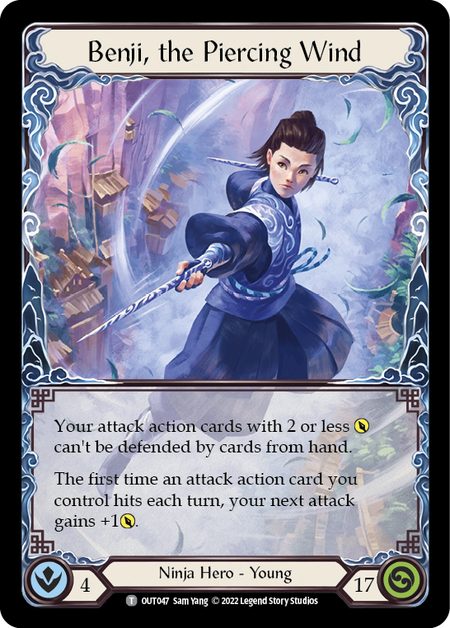 Benji, the Piercing Wind
Your attack action cards with 2 or less
can't be defended by cards from hand.
The first time an attack action card you
control hits each turn, your next attack
gains +1.
4
Ninja Hero - Young
17
T OUT047 Sam Yang © 2022 Legend Story Studios